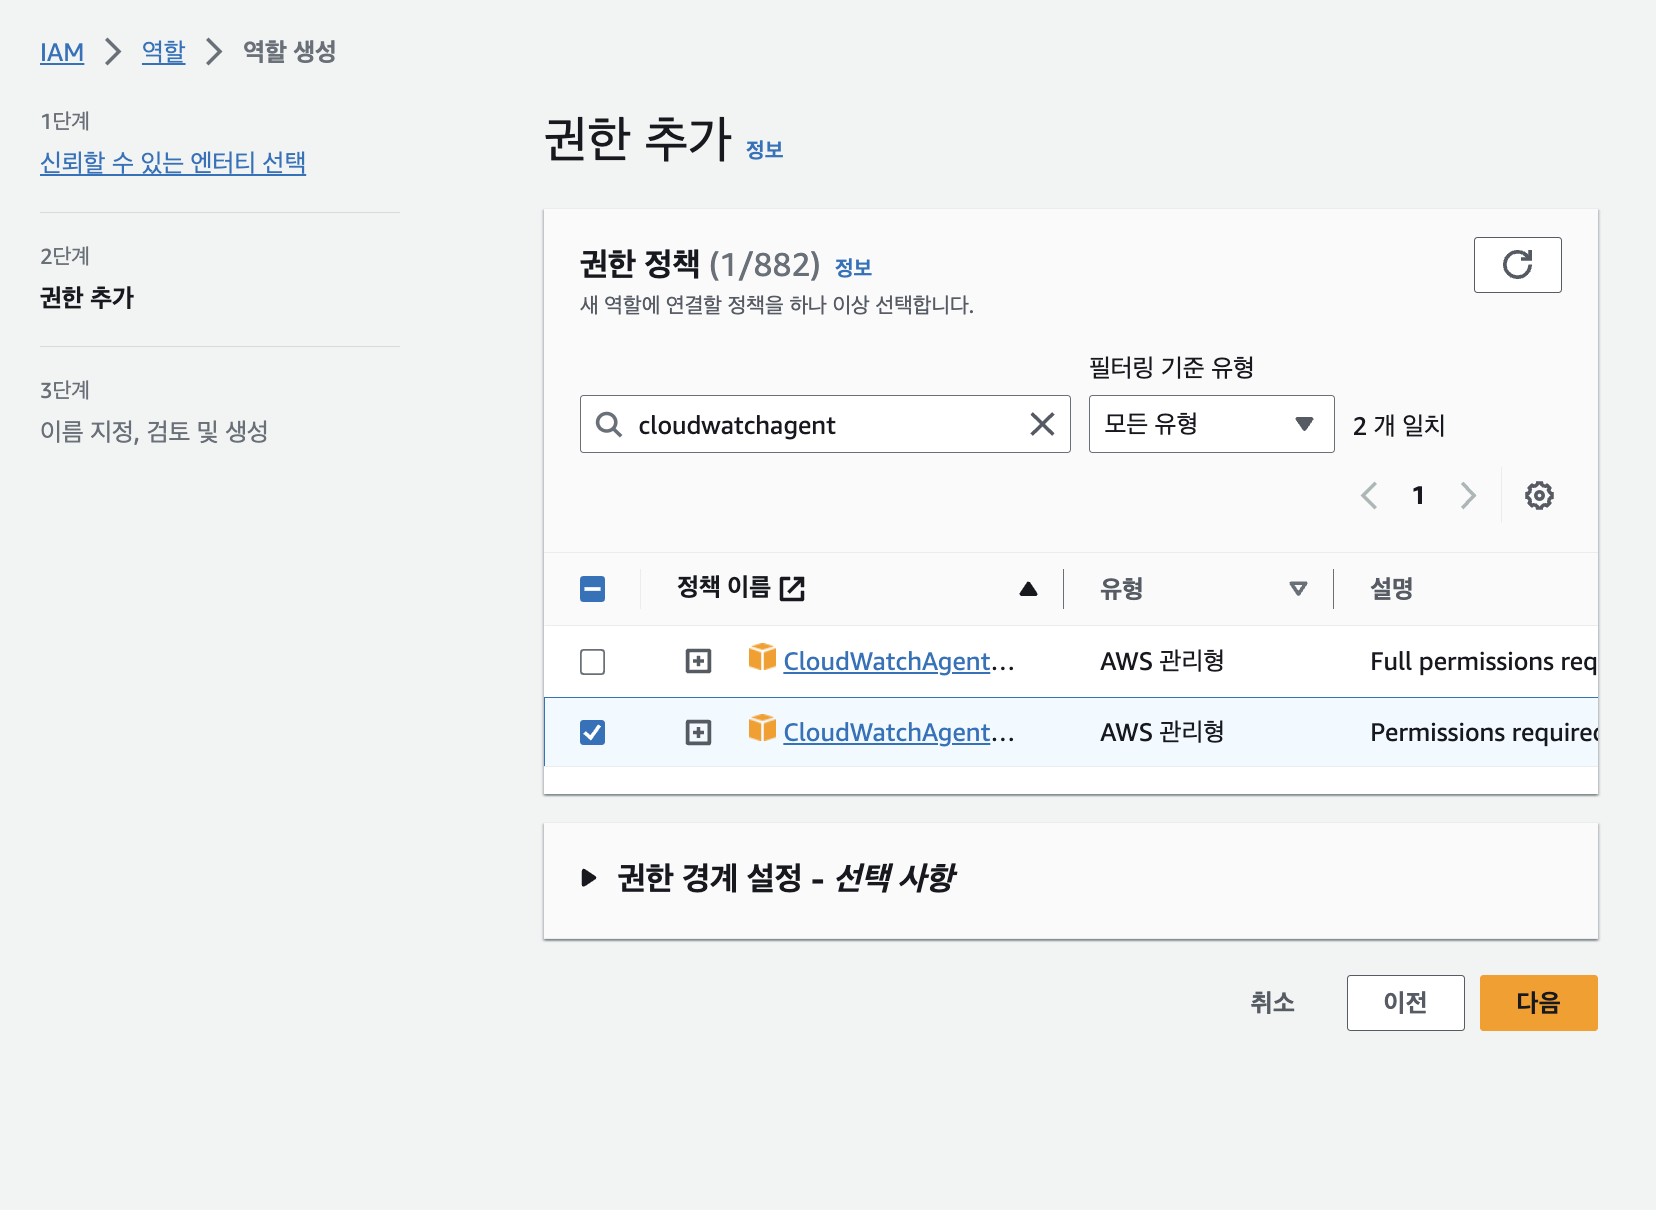 IAM > 역할 > 역할 생성
1단계
신뢰할 수 있는 엔터티 선택
2단계
권한 추가
3단계
이름 지정, 검토 및 생성
권한 추가 정보
권한 정책 (1/882) 정보
새 역할에 연결할 정책을 하나 이상 선택합니다.
필터링 기준 유형
cloudwatchagent
모든 유형
2 개 일치
1
정책 이름 유형 설명
CloudWatchAgent... AWS 관리형 Full permissions req
CloudWatchAgent... AWS 관리형 Permissions required
권한 경계 설정 - 선택 사항
취소 이전 다음